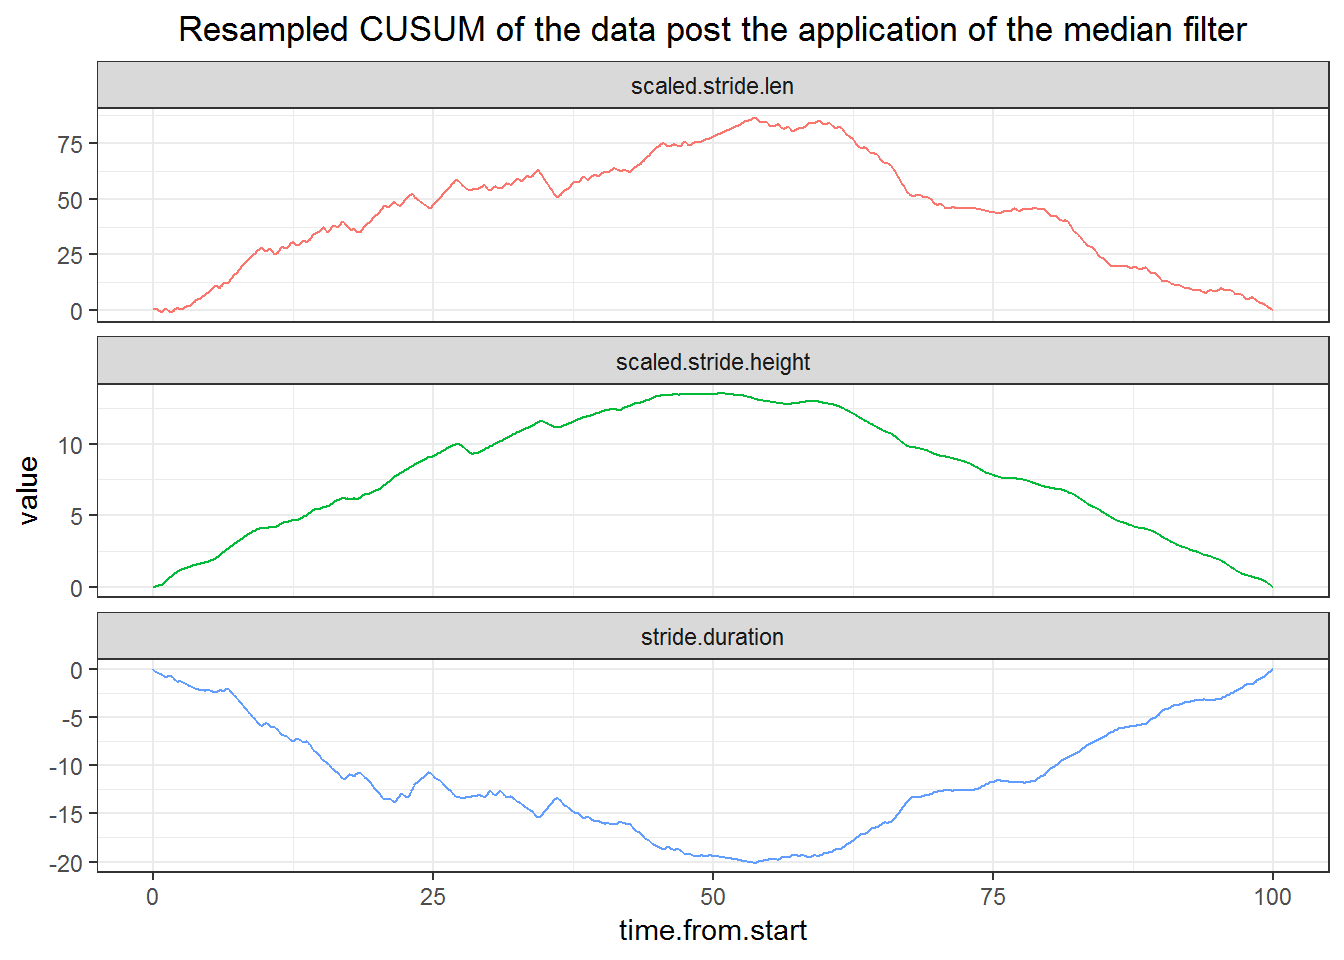 Resampled CUSUM of the data post the application of the median filter
scaled.stride.len
75
50
25
0
scaled.stride.height
10
5
0
value
stride.duration
0
-5
-10
-15
-20
0 25 50 75 100
time.from.start